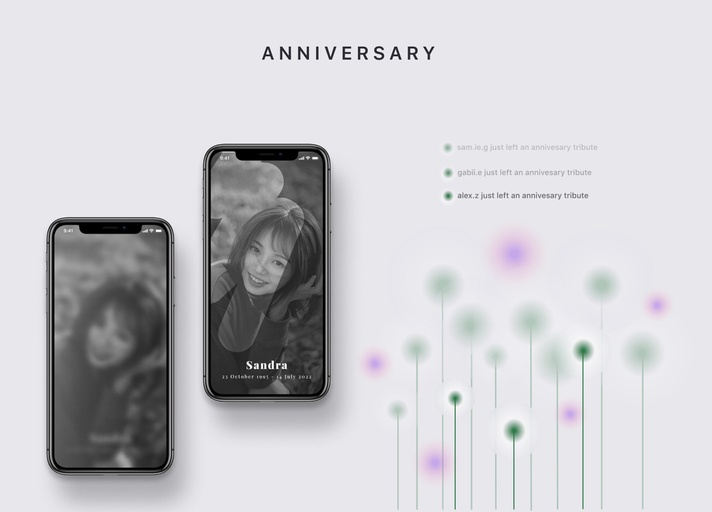 ANNIVERSARY
sam.ie.g just left an annivesary tribute
gabii.e just left an annivesary tribute
alex.z just left an annivesary tribute
9:41
9:41
Sandra
23 October 1995 - 14 July 2022